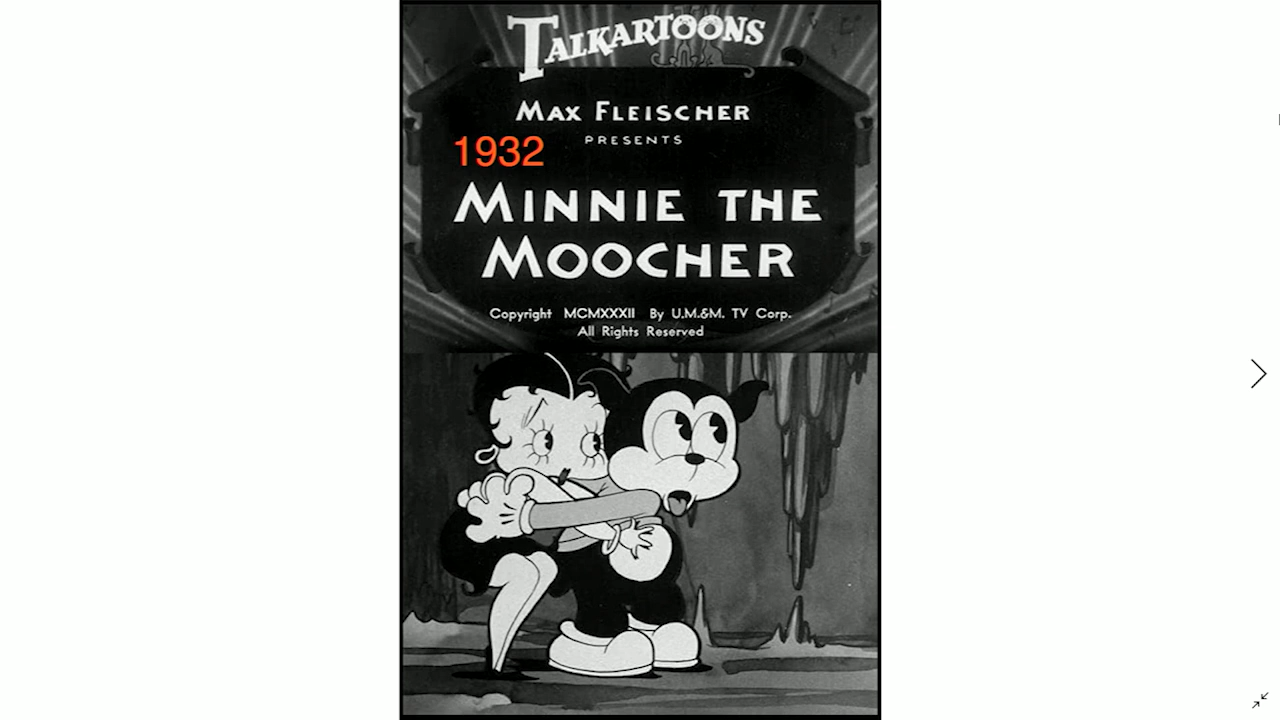 TALKARTOONS
MAX FLEISCHER
PRESENTS
1932
MINNIE THE
MOOCHER
Copyright MCMXXXII By U.M.&M. TV Corp.
All Rights Reserved